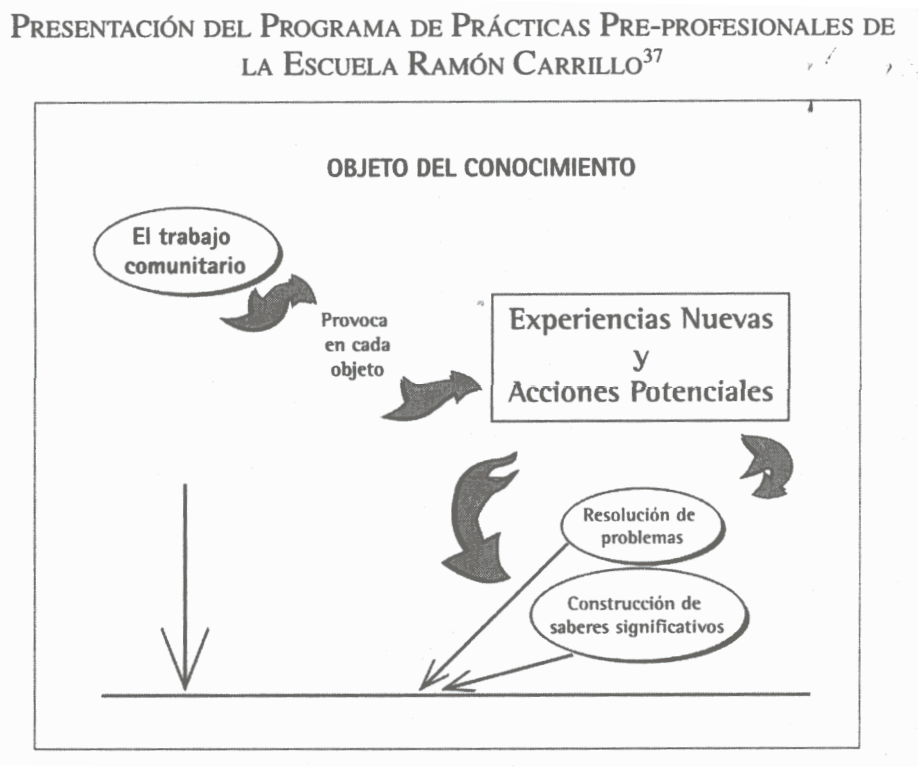 PRESENTACIÓN DEL PROGRAMA DE PRÁCTICAS PRE-PROFESIONALES DE
LA ESCUELA RAMÓN CARRILLO37
OBJETO DEL CONOCIMIENTO
El trabajo
comunitario
Provoca
en cada
objeto
Experiencias Nuevas
y
Acciones Potenciales
Resolución de
problemas
Construcción de
saberes significativos